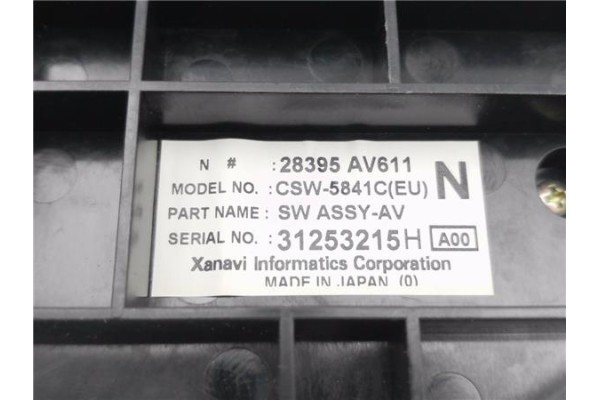 N # : 28395 AV611 N
MODEL NO. : CSW-5841C(EU)
PART NAME : SW ASSY-AV
SERIAL NO. : 31253215H A00
Xanavi Informatics Corporation
MADE IN JAPAN (0)